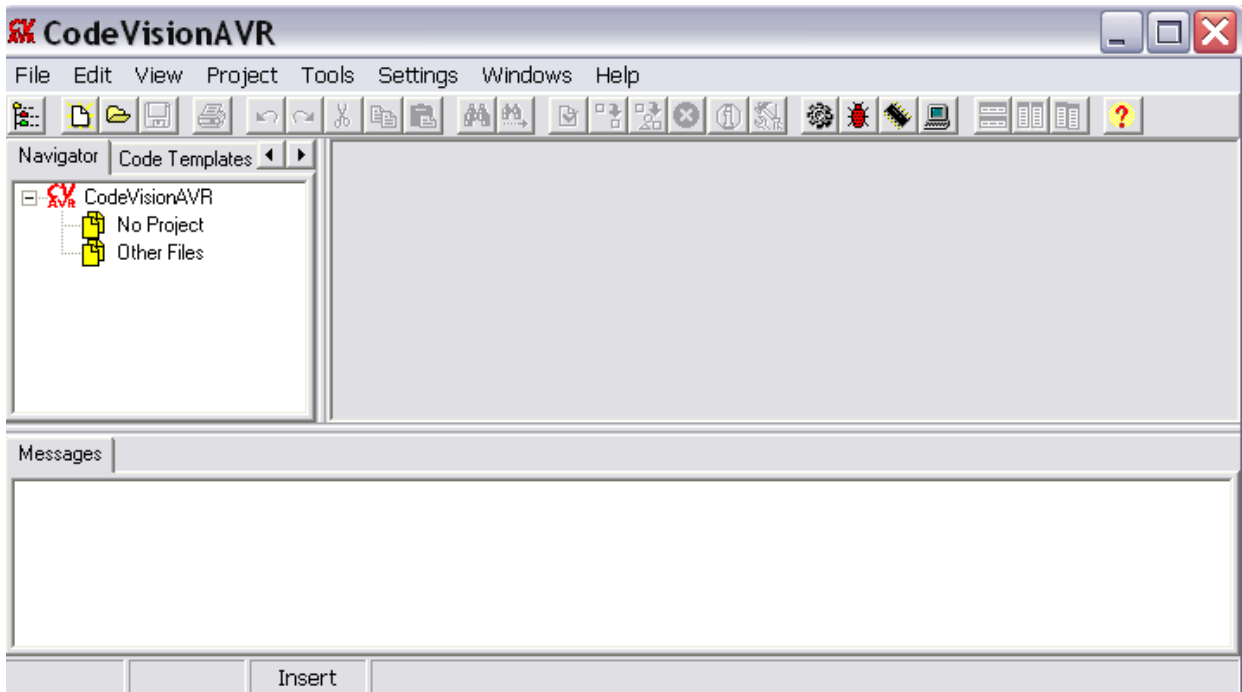 CodeVisionAVR
File Edit View Project Tools Settings Windows Help
Navigator Code Templates
CodeVisionAVR
No Project
Other Files
Messages
Insert